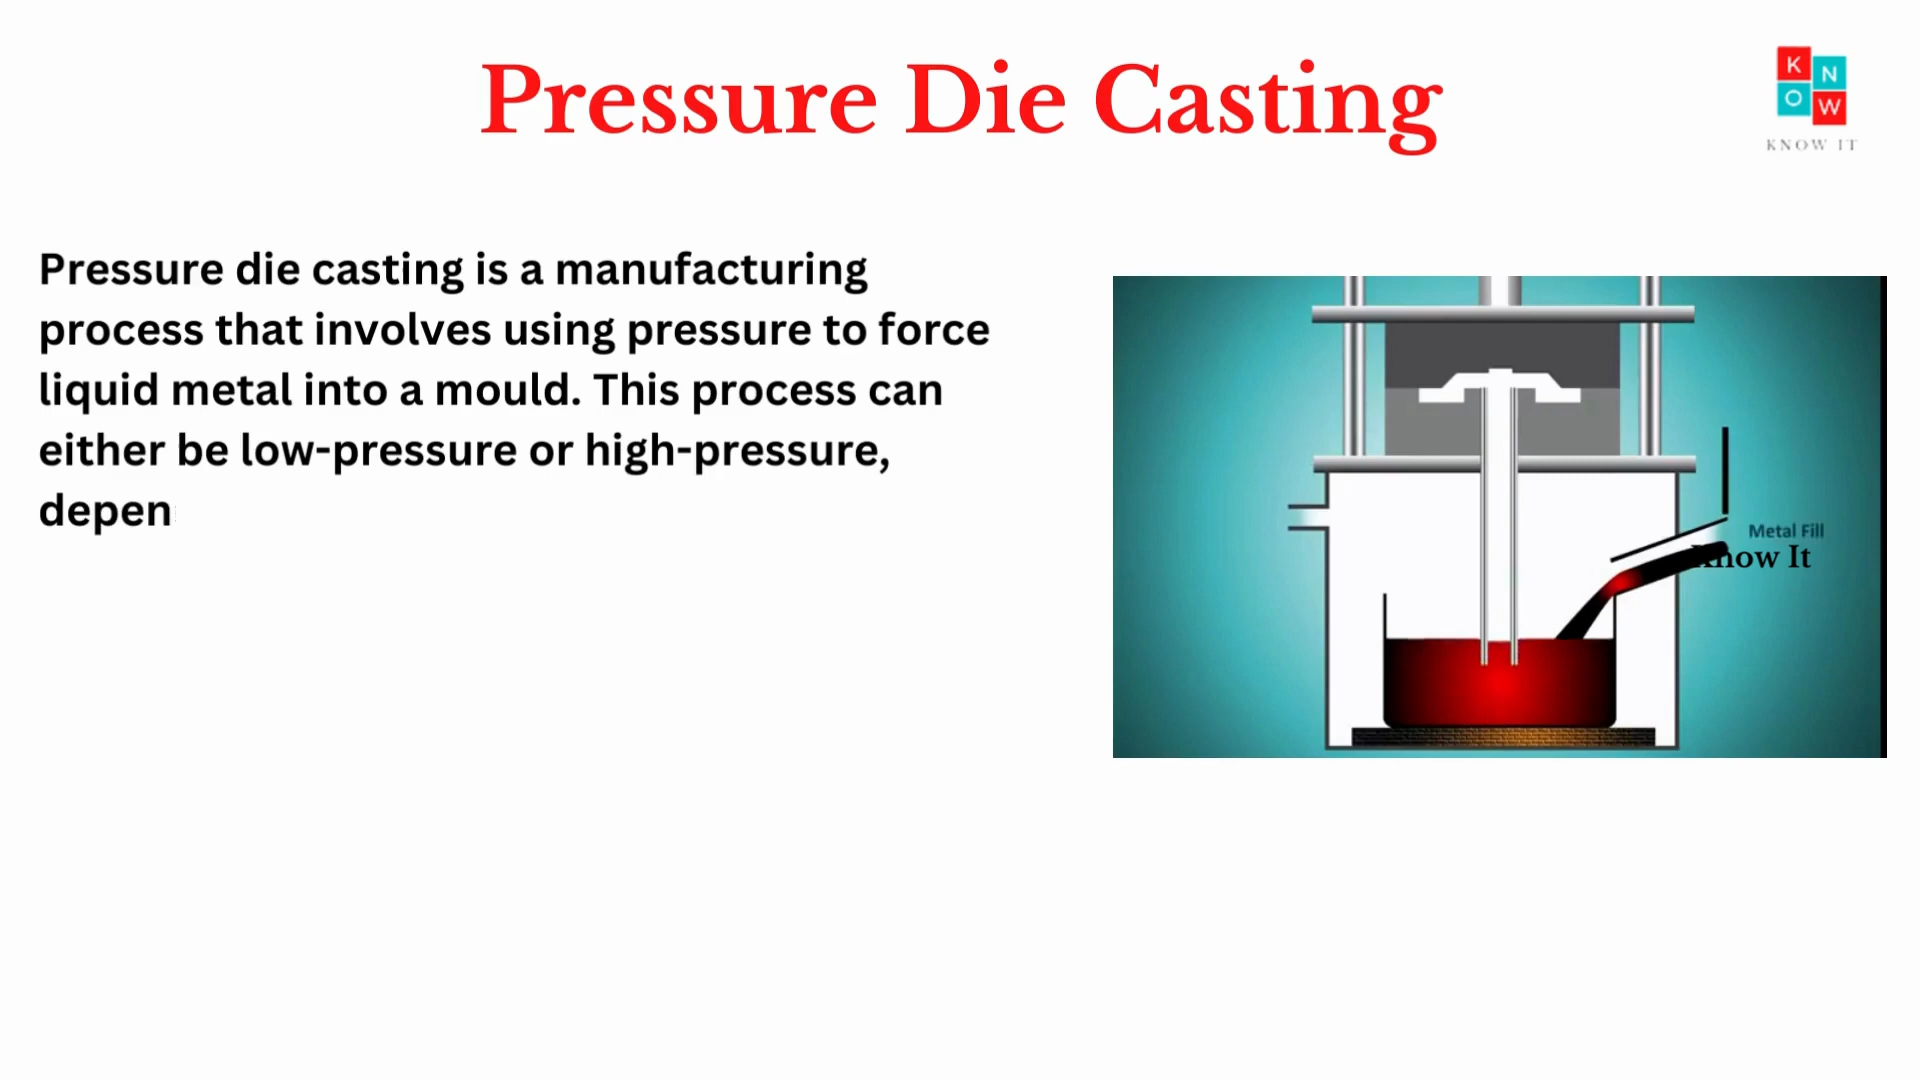 Pressure Die Casting
K N
O W
KNOW IT
Pressure die casting is a manufacturing
process that involves using pressure to force
liquid metal into a mould. This process can
either be low-pressure or high-pressure,
depen
Metal Fill
Know It